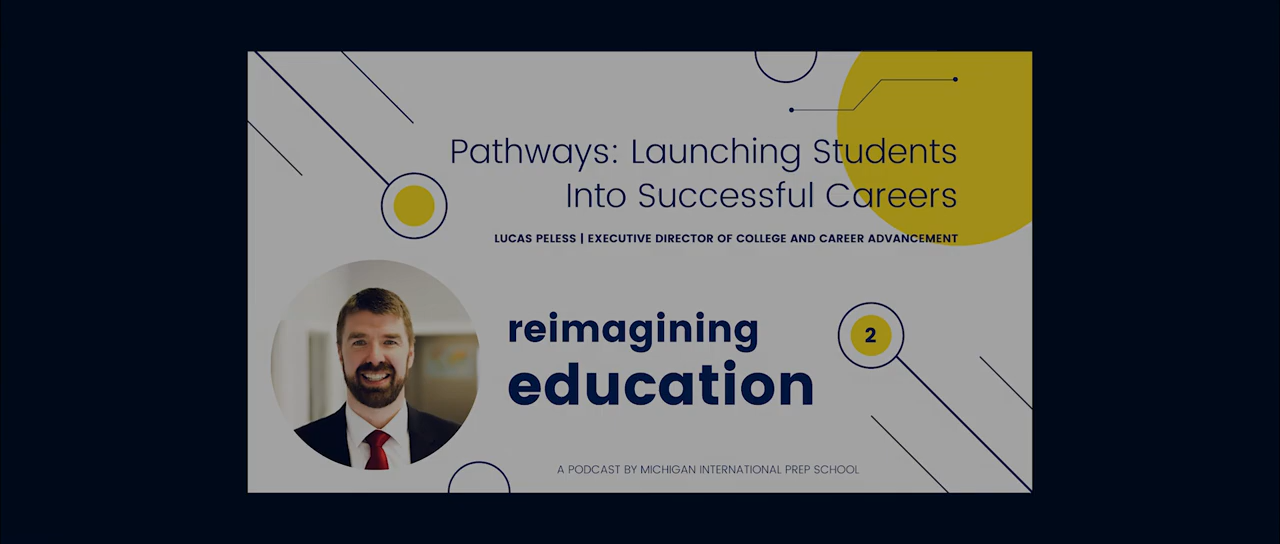 Pathways: Launching Students
Into Successful Careers
LUCAS PELESS | EXECUTIVE DIRECTOR OF COLLEGE AND CAREER ADVANCEMENT
reimagining
education
2
A PODCAST BY MICHIGAN INTERNATIONAL PREP SCHOOL